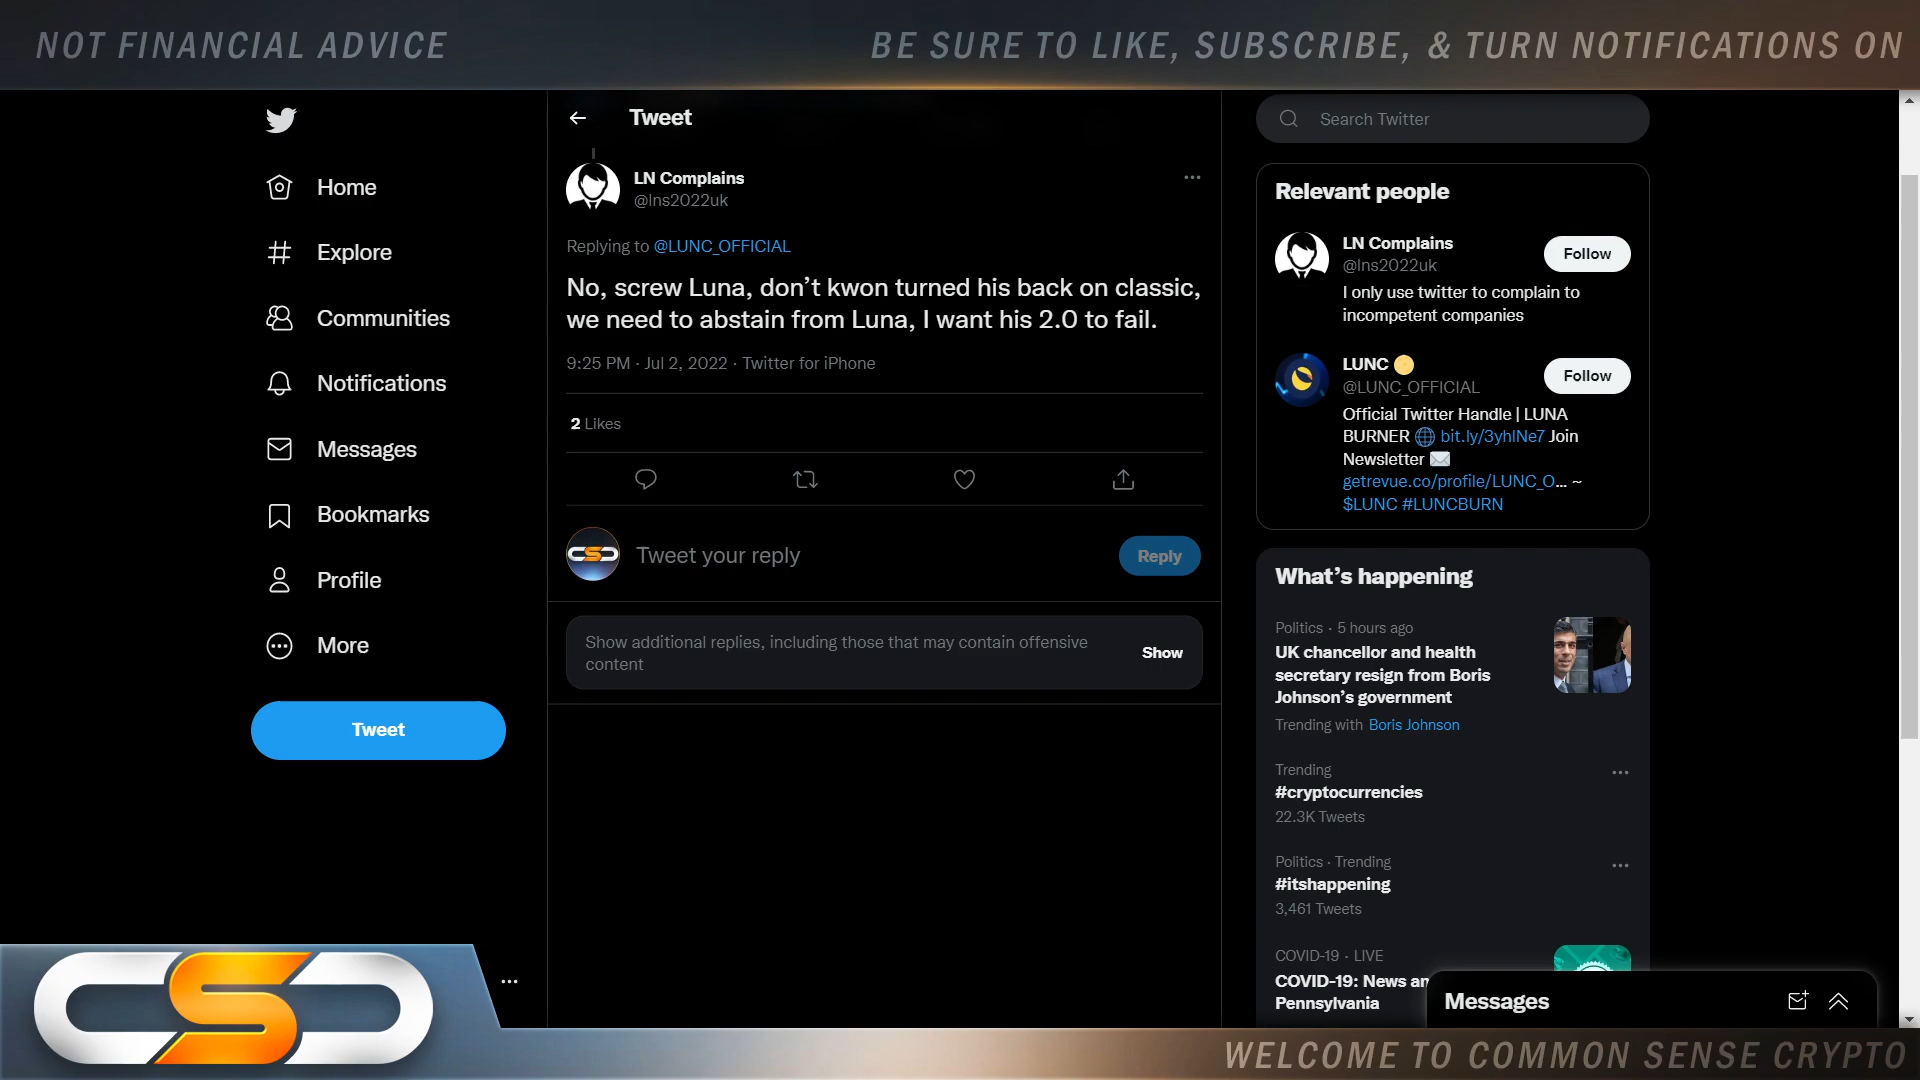 NOT FINANCIAL ADVICE
BE SURE TO LIKE, SUBSCRIBE, & TURN NOTIFICATIONS ON
Home
Explore
Communities
Notifications
Messages
Bookmarks
Profile
More
Tweet
Tweet
LN Complains
@lns2022uk
Replying to @LUNC_OFFICIAL
No, screw Luna, don’t kwon turned his back on classic,
we need to abstain from Luna, I want his 2.0 to fail.
9:25 PM · Jul 2, 2022 · Twitter for iPhone
2 Likes
Tweet your reply
Reply
Show additional replies, including those that may contain offensive
content
Show
Search Twitter
Relevant people
LN Complains
@lns2022uk
Follow
I only use twitter to complain to
incompetent companies
LUNC
@LUNC_OFFICIAL
Follow
Official Twitter Handle | LUNA
BURNER 🌐 bit.ly/3yhlNe7 Join
Newsletter ✉️
getrevue.co/profile/LUNC_O... ~
$LUNC #LUNCBURN
What’s happening
Politics · 5 hours ago
UK chancellor and health
secretary resign from Boris
Johnson’s government
Trending with Boris Johnson
Trending
#cryptocurrencies
22.3K Tweets
Politics · Trending
#itshappening
3,461 Tweets
COVID-19 · LIVE
COVID-19: News an
Pennsylvania
Messages
CSC
WELCOME TO COMMON SENSE CRYPTO